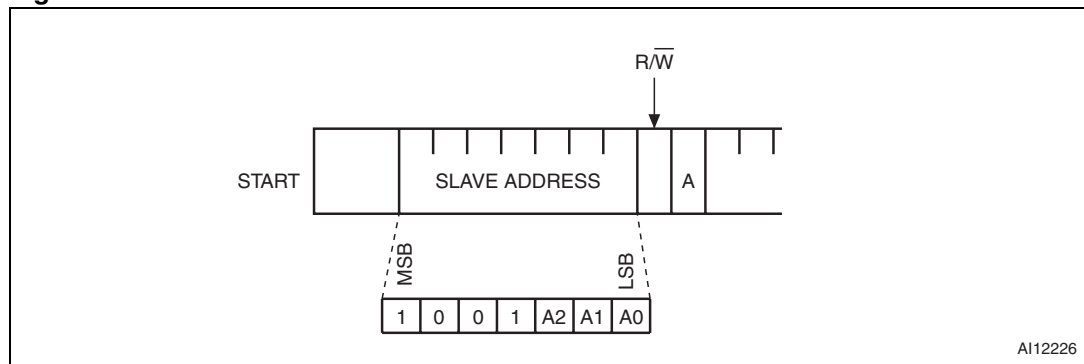 R/W̅
START
SLAVE ADDRESS
A
MSB
LSB
1 0 0 1 A2 A1 A0
AI12226